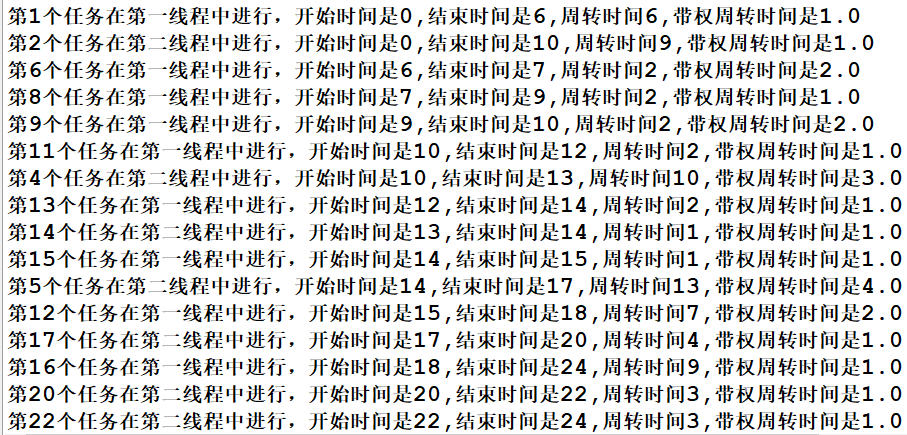 第1个任务在第一线程中进行，开始时间是0,结束时间是6,周转时间6,带权周转时间是1.0
第2个任务在第二线程中进行，开始时间是0,结束时间是10,周转时间9,带权周转时间是1.0
第6个任务在第一线程中进行，开始时间是6,结束时间是7,周转时间2,带权周转时间是2.0
第8个任务在第一线程中进行，开始时间是7,结束时间是9,周转时间2,带权周转时间是1.0
第9个任务在第一线程中进行，开始时间是9,结束时间是10,周转时间2,带权周转时间是2.0
第11个任务在第一线程中进行，开始时间是10,结束时间是12,周转时间2,带权周转时间是1.0
第4个任务在第二线程中进行，开始时间是10,结束时间是13,周转时间10,带权周转时间是3.0
第13个任务在第一线程中进行，开始时间是12,结束时间是14,周转时间2,带权周转时间是1.0
第14个任务在第二线程中进行，开始时间是13,结束时间是14,周转时间1,带权周转时间是1.0
第15个任务在第一线程中进行，开始时间是14,结束时间是15,周转时间1,带权周转时间是1.0
第5个任务在第二线程中进行，开始时间是14,结束时间是17,周转时间13,带权周转时间是4.0
第12个任务在第一线程中进行，开始时间是15,结束时间是18,周转时间7,带权周转时间是2.0
第17个任务在第二线程中进行，开始时间是17,结束时间是20,周转时间4,带权周转时间是1.0
第16个任务在第一线程中进行，开始时间是18,结束时间是24,周转时间9,带权周转时间是1.0
第20个任务在第二线程中进行，开始时间是20,结束时间是22,周转时间3,带权周转时间是1.0
第22个任务在第二线程中进行，开始时间是22,结束时间是24,周转时间3,带权周转时间是1.0